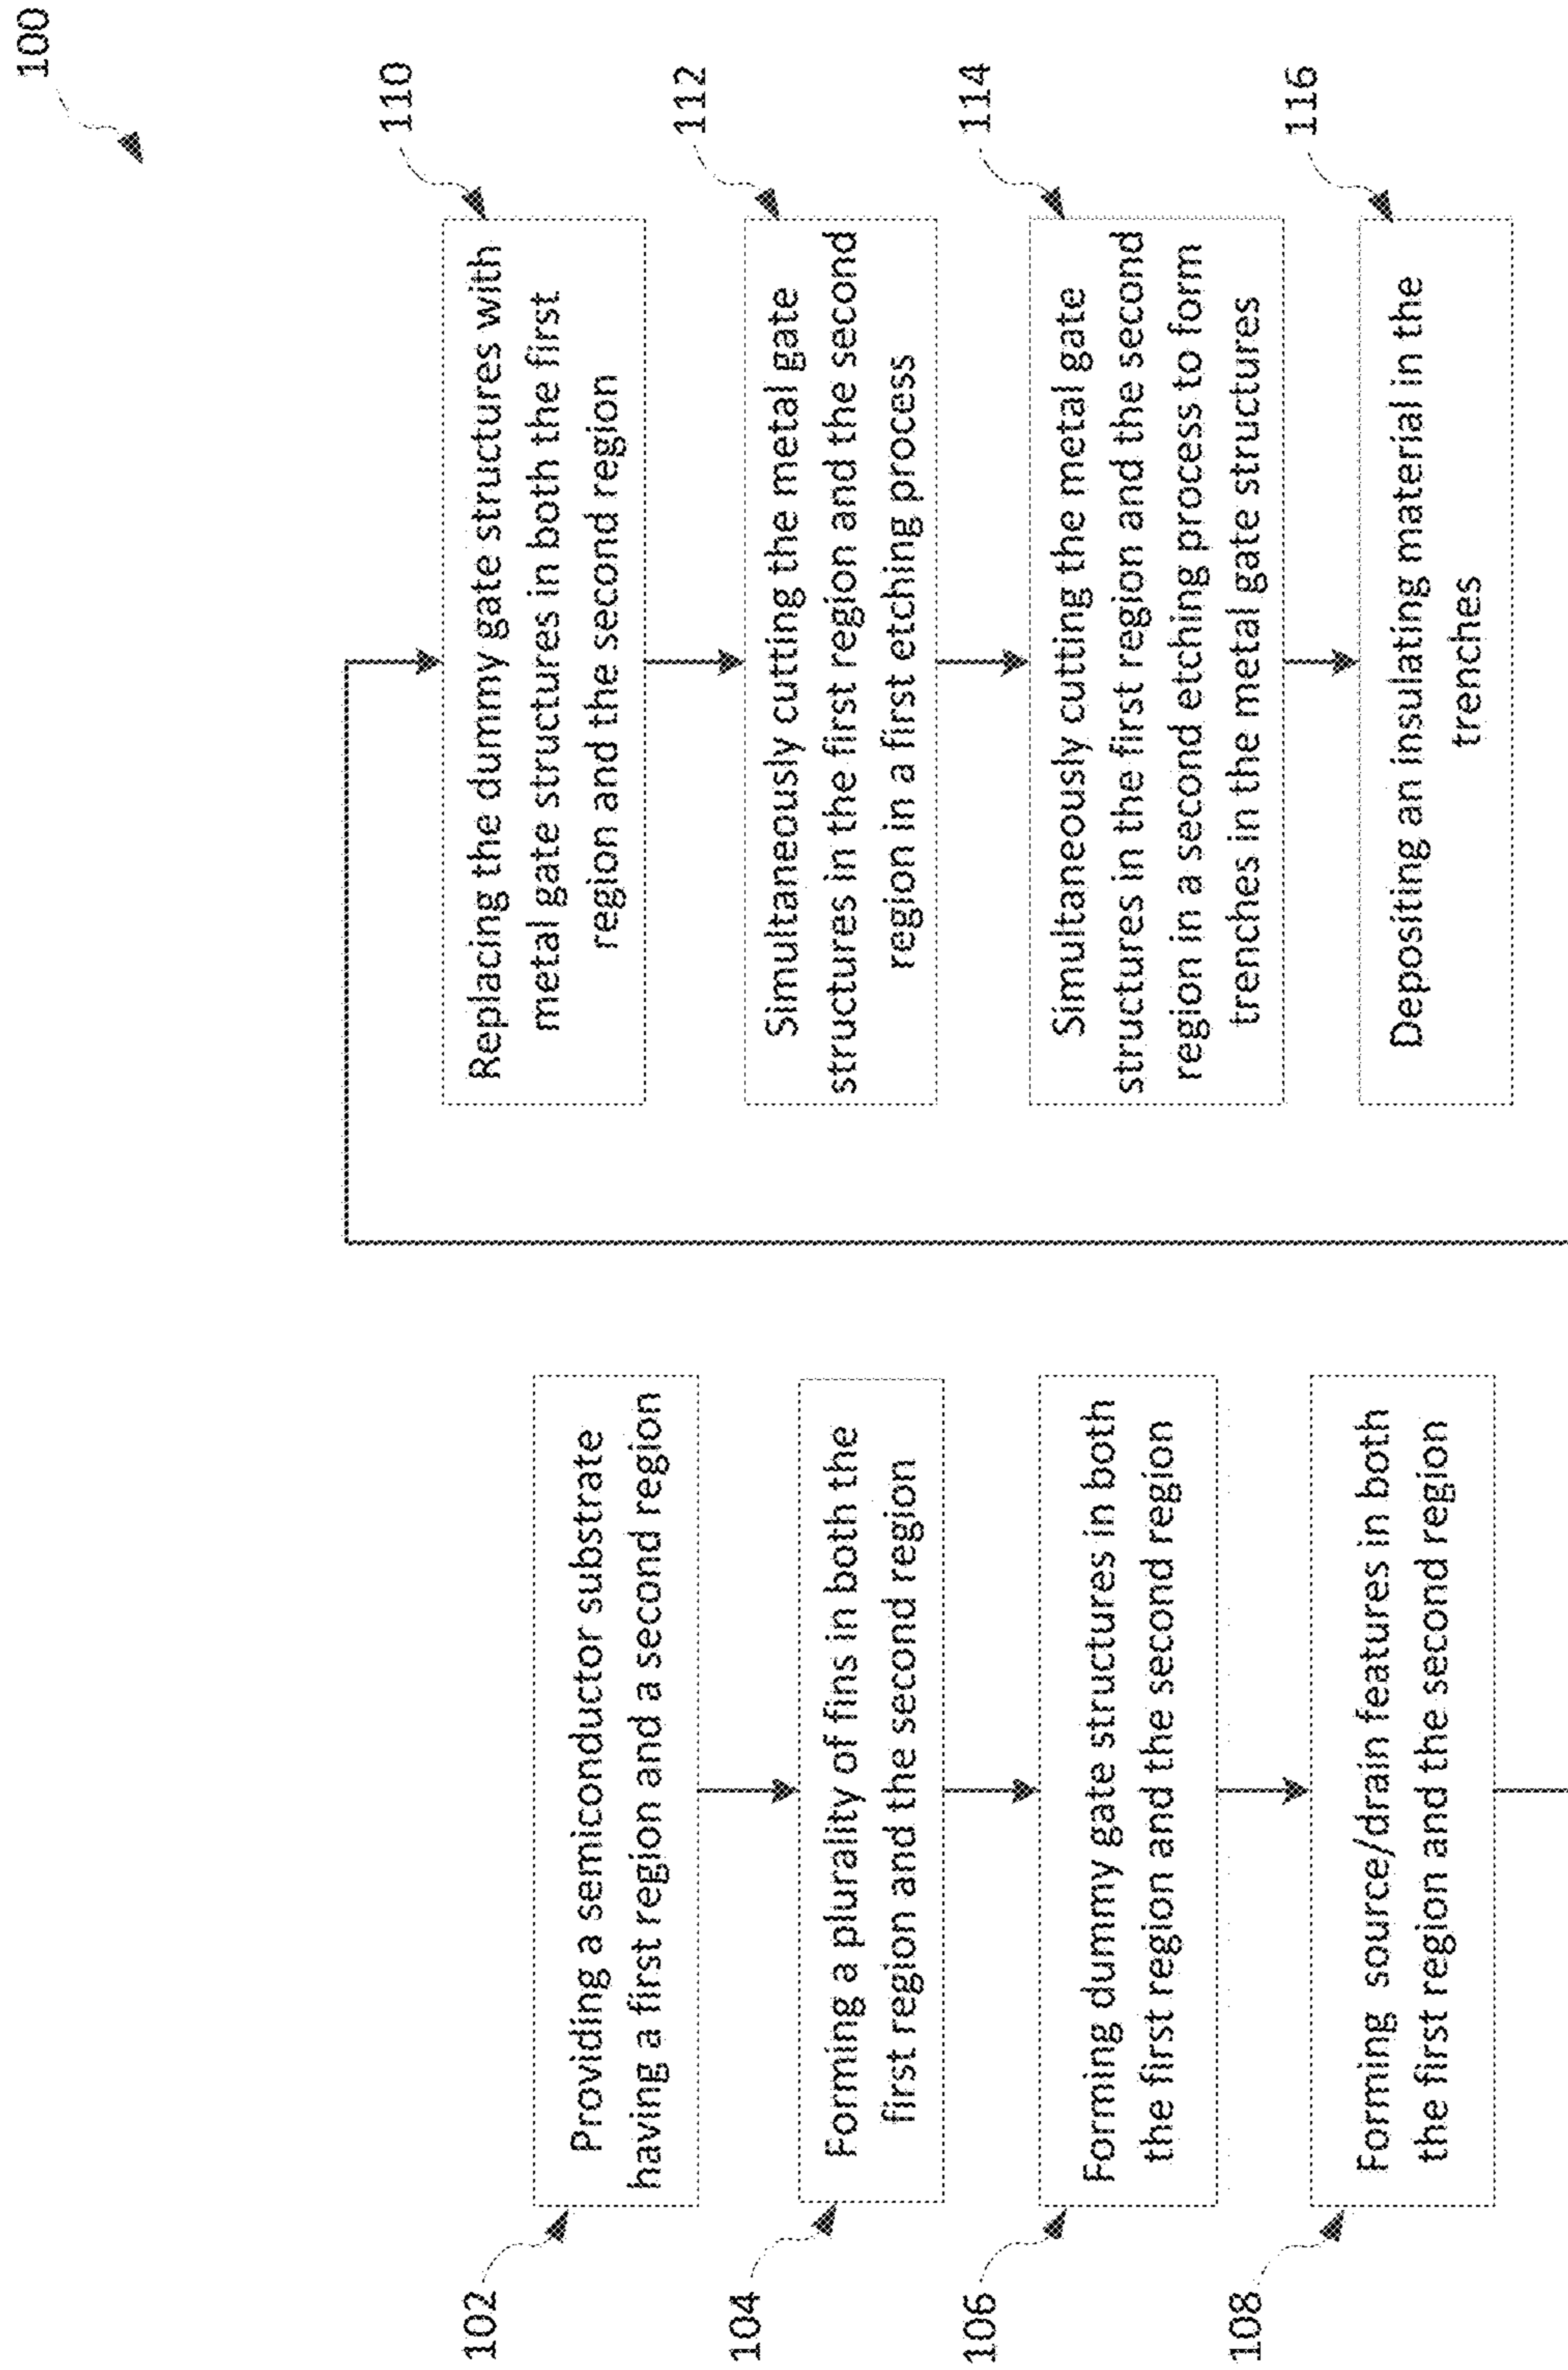 100
102
Providing a semiconductor substrate
having a first region and a second region
104
Forming a plurality of fins in both the
first region and the second region
106
Forming dummy gate structures in both
the first region and the second region
108
Forming source/drain features in both
the first region and the second region
110
Replacing the dummy gate structures with
metal gate structures in both the first
region and the second region
112
Simultaneously cutting the metal gate
structures in the first region and the second
region in a first etching process
114
Simultaneously cutting the metal gate
structures in the first region and the second
region in a second etching process to form
trenches in the metal gate structures
116
Depositing an insulating material in the
trenches